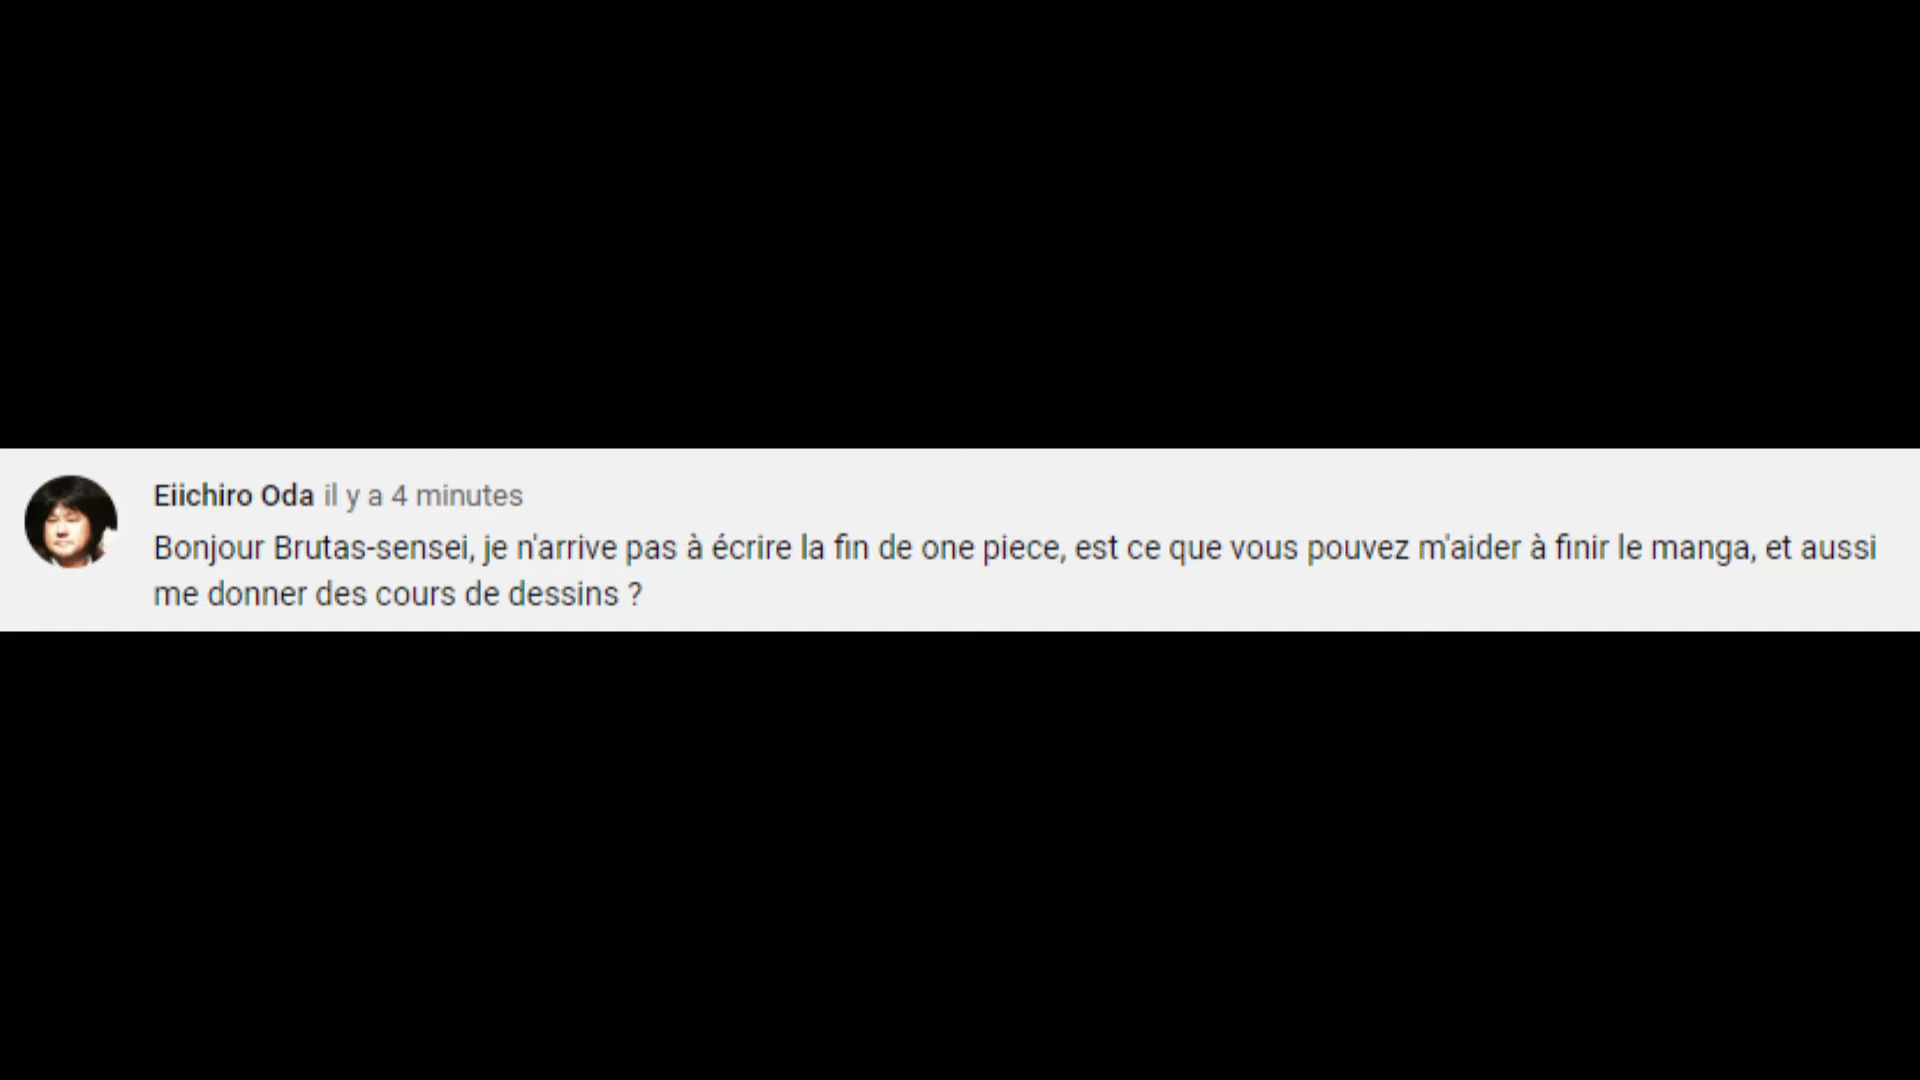 Eiichiro Oda il y a 4 minutes
Bonjour Brutas-sensei, je n'arrive pas à écrire la fin de one piece, est ce que vous pouvez m'aider à finir le manga, et aussi
me donner des cours de dessins ?